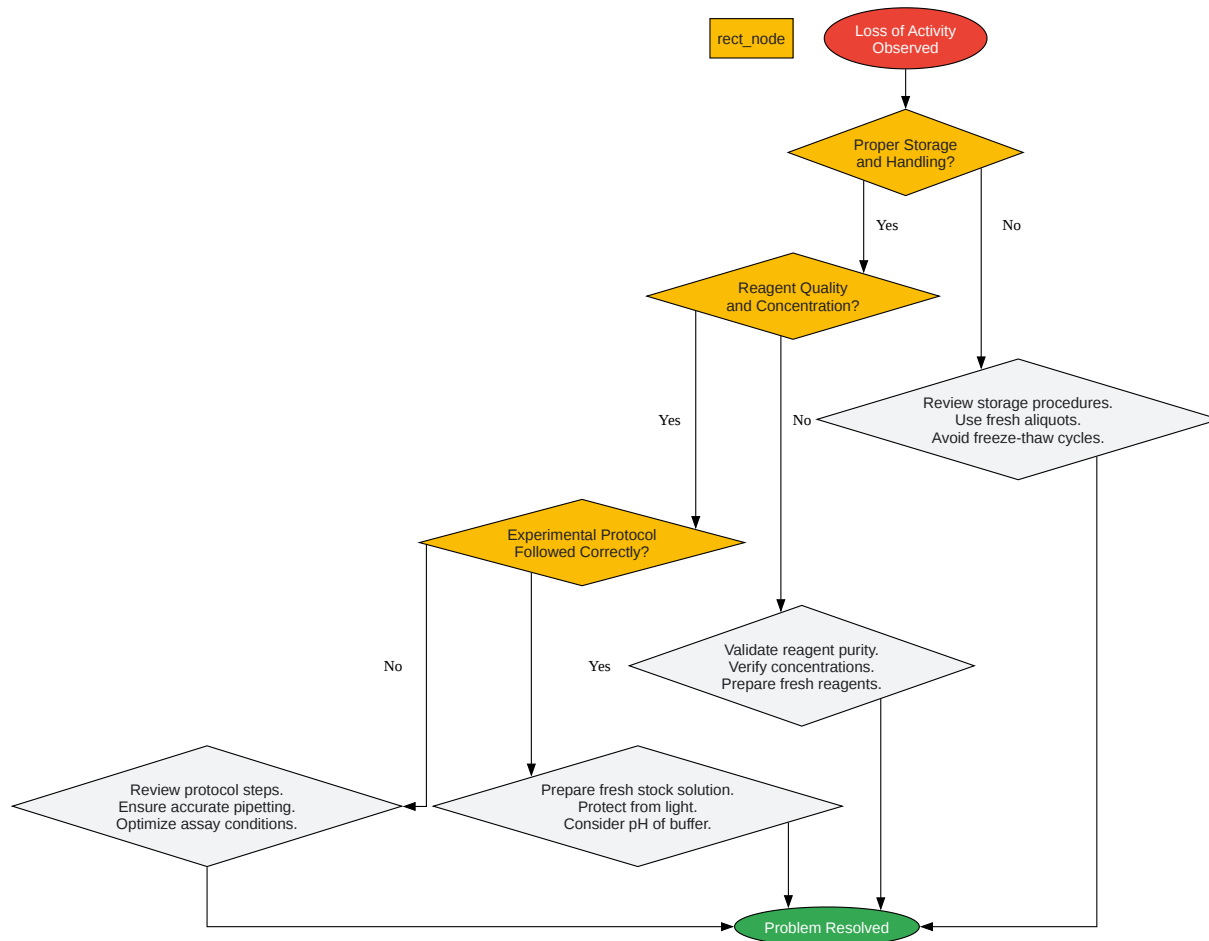 rect_node
Loss of Activity
Observed
Proper Storage
and Handling?
Yes
No
Reagent Quality
and Concentration?
Review storage procedures.
Use fresh aliquots.
Avoid freeze-thaw cycles.
Yes
No
Experimental Protocol
Followed Correctly?
Validate reagent purity.
Verify concentrations.
Prepare fresh reagents.
No
Yes
Review protocol steps.
Ensure accurate pipetting.
Optimize assay conditions.
Prepare fresh stock solution.
Protect from light.
Consider pH of buffer.
Problem Resolved